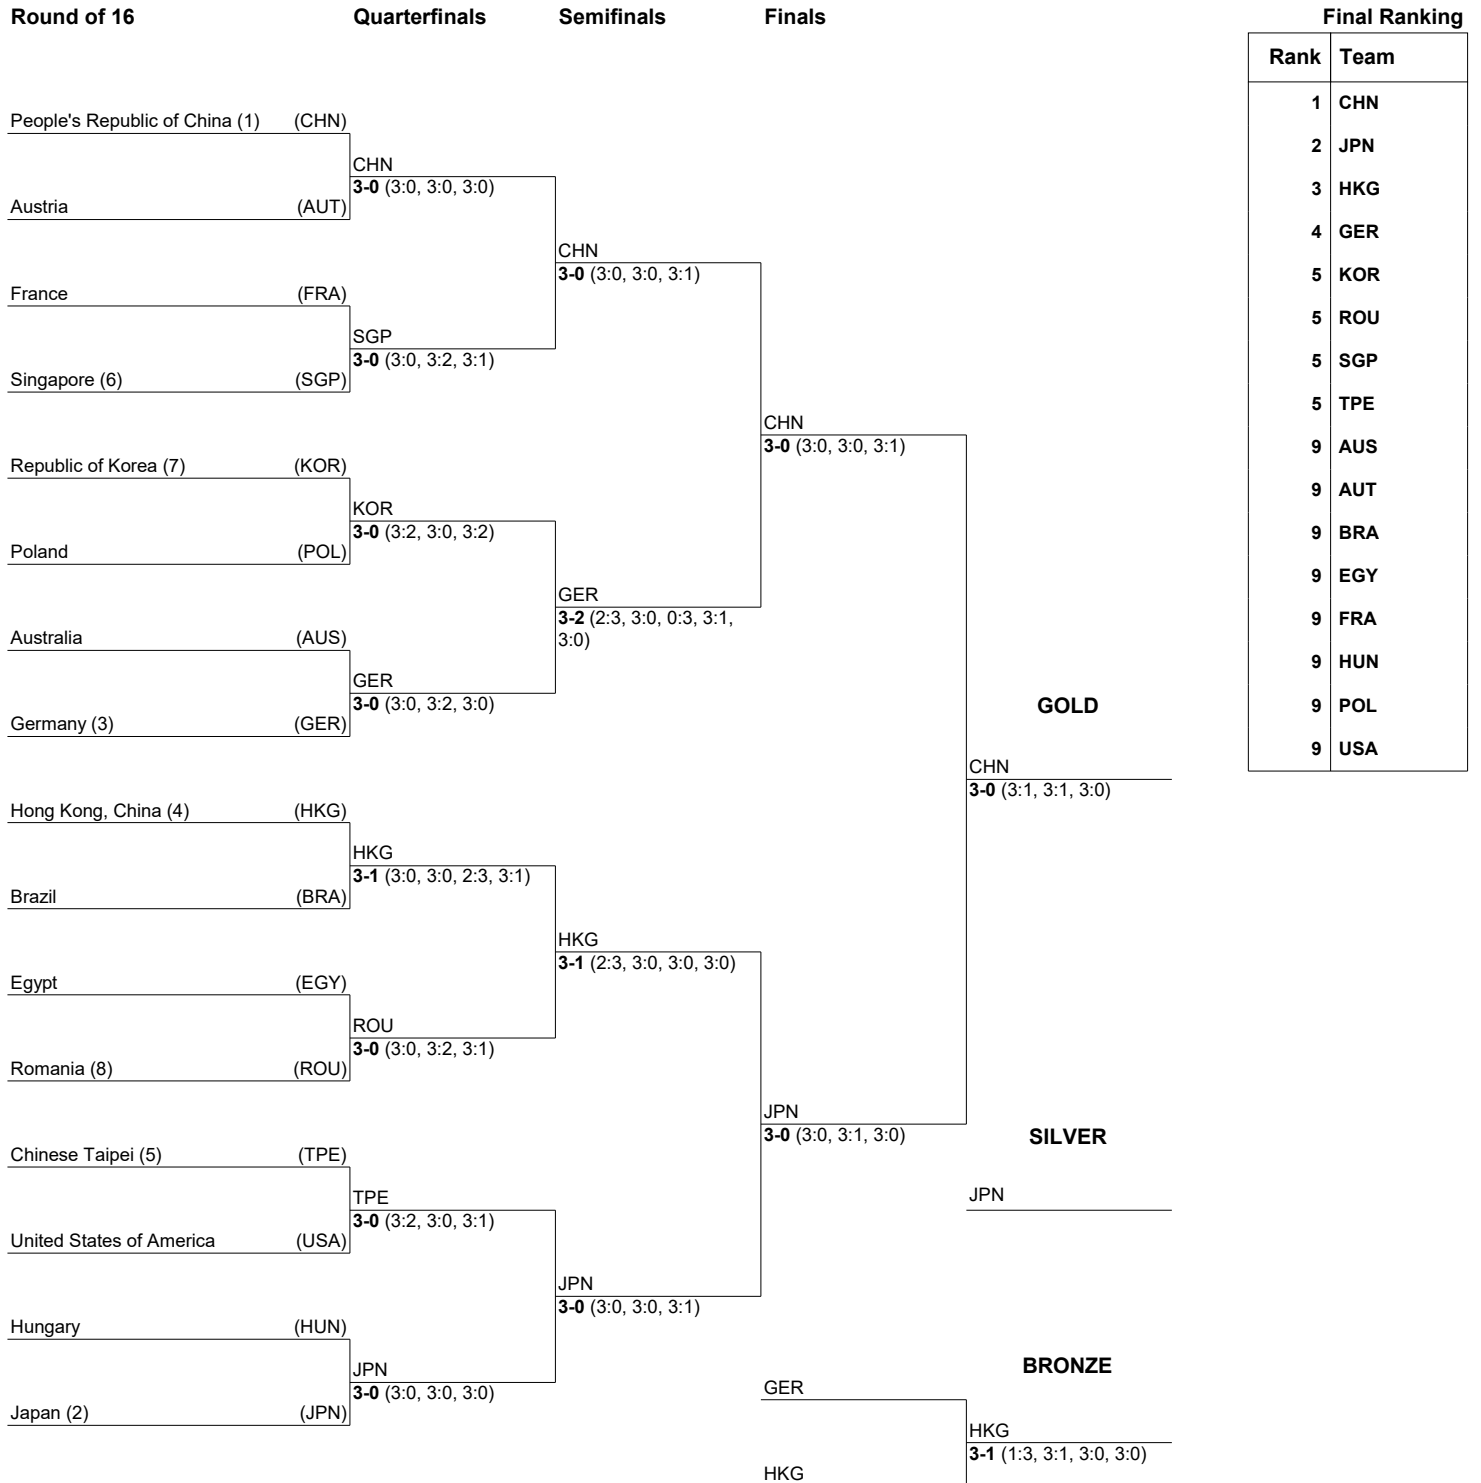 Round of 16
Quarterfinals
Semifinals
Finals
Final Ranking
People's Republic of China (1) (CHN)
Austria (AUT)
France (FRA)
Singapore (6) (SGP)
Republic of Korea (7) (KOR)
Poland (POL)
Australia (AUS)
Germany (3) (GER)
Hong Kong, China (4) (HKG)
Brazil (BRA)
Egypt (EGY)
Romania (8) (ROU)
Chinese Taipei (5) (TPE)
United States of America (USA)
Hungary (HUN)
Japan (2) (JPN)
CHN
3-0 (3:0, 3:0, 3:0)
SGP
3-0 (3:0, 3:2, 3:1)
KOR
3-0 (3:2, 3:0, 3:2)
GER
3-0 (3:0, 3:2, 3:0)
HKG
3-1 (3:0, 3:0, 2:3, 3:1)
ROU
3-0 (3:0, 3:2, 3:1)
TPE
3-0 (3:2, 3:0, 3:1)
JPN
3-0 (3:0, 3:0, 3:0)
CHN
3-0 (3:0, 3:0, 3:1)
GER
3-2 (2:3, 3:0, 0:3, 3:1,
3:0)
HKG
3-1 (2:3, 3:0, 3:0, 3:0)
JPN
3-0 (3:0, 3:0, 3:1)
CHN
3-0 (3:0, 3:0, 3:1)
JPN
3-0 (3:0, 3:1, 3:0)
GER
HKG
GOLD
CHN
3-0 (3:1, 3:1, 3:0)
SILVER
JPN
BRONZE
HKG
3-1 (1:3, 3:1, 3:0, 3:0)
Rank Team
1 CHN
2 JPN
3 HKG
4 GER
5 KOR
5 ROU
5 SGP
5 TPE
9 AUS
9 AUT
9 BRA
9 EGY
9 FRA
9 HUN
9 POL
9 USA